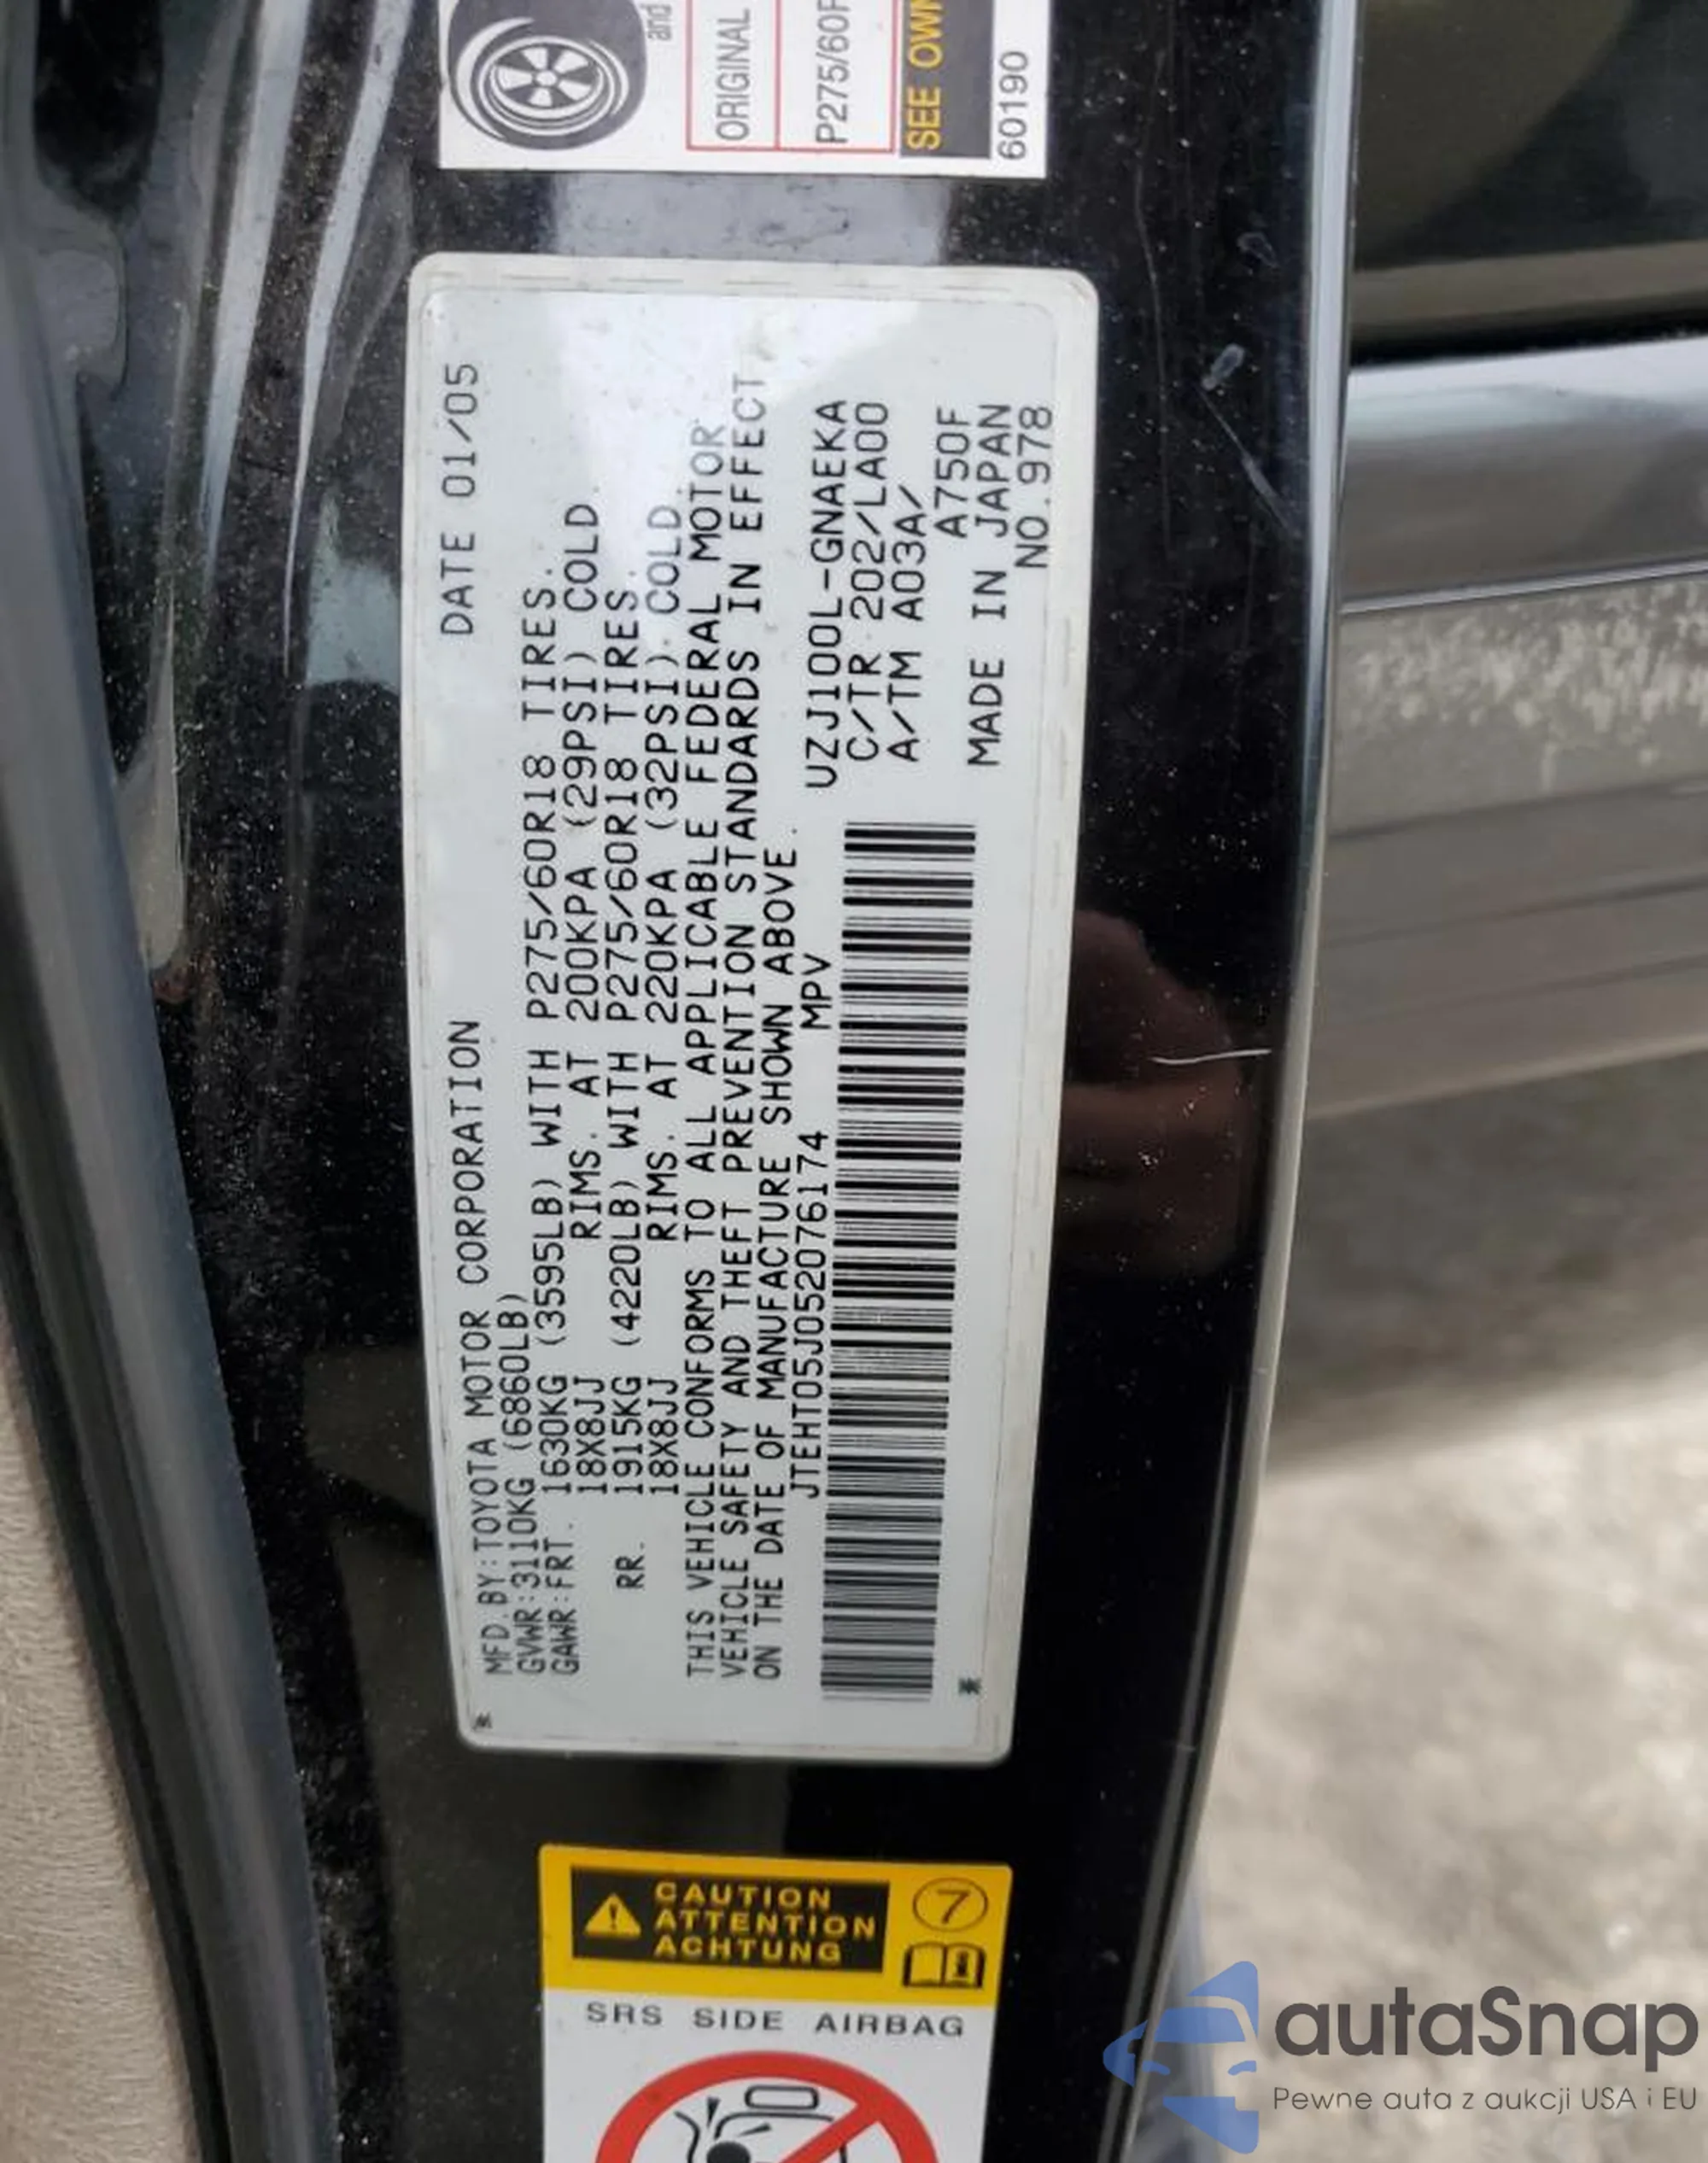 and
ORIGINAL
P275/60R
SEE OWN
60190
MFD.BY:TOYOTA MOTOR CORPORATION DATE 01/05
GVWR:3110KG (6860LB)
GAWR:FRT. 1630KG (3595LB) WITH P275/60R18 TIRES.
18X8JJ RIMS. AT 200KPA (29PSI) COLD.
RR. 1915KG (4220LB) WITH P275/60R18 TIRES.
18X8JJ RIMS. AT 220KPA (32PSI) COLD.
THIS VEHICLE CONFORMS TO ALL APPLICABLE FEDERAL MOTOR
VEHICLE SAFETY AND THEFT PREVENTION STANDARDS IN EFFECT
ON THE DATE OF MANUFACTURE SHOWN ABOVE.
JTEHT05J052076174 MPV
UZJ100L-GNAEKA
C/TR 202/LA00
A/TM A03A/
A750F
MADE IN JAPAN
NO.978
CAUTION
ATTENTION
ACHTUNG
7
SRS SIDE AIRBAG
autaSnap
Pewne auta z aukcji USA i EU